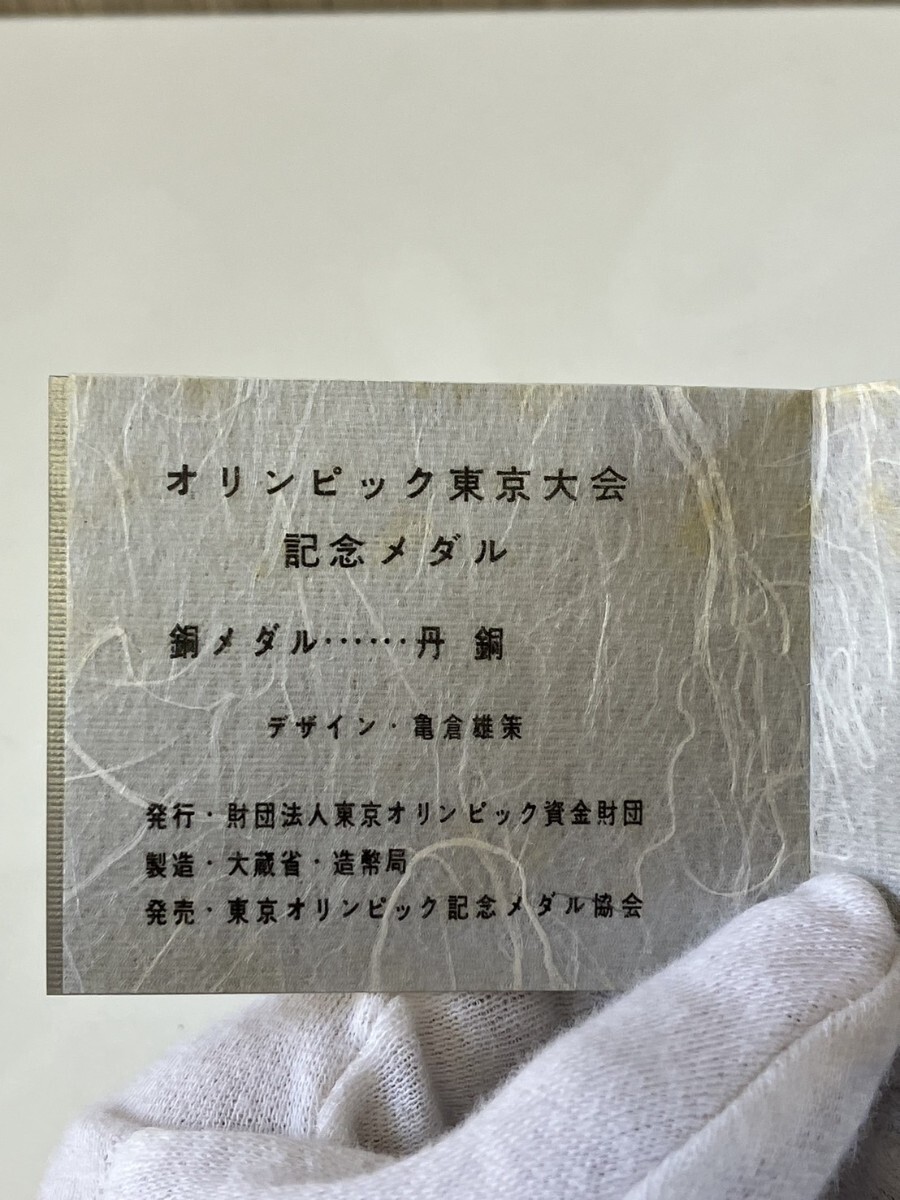 オリンピック東京大会
記念メダル
銅メダル……丹 銅
デザイン・亀倉雄策
発行・財団法人東京オリンピック資金財団
製造・大蔵省・造幣局
発売・東京オリンピック記念メダル協会